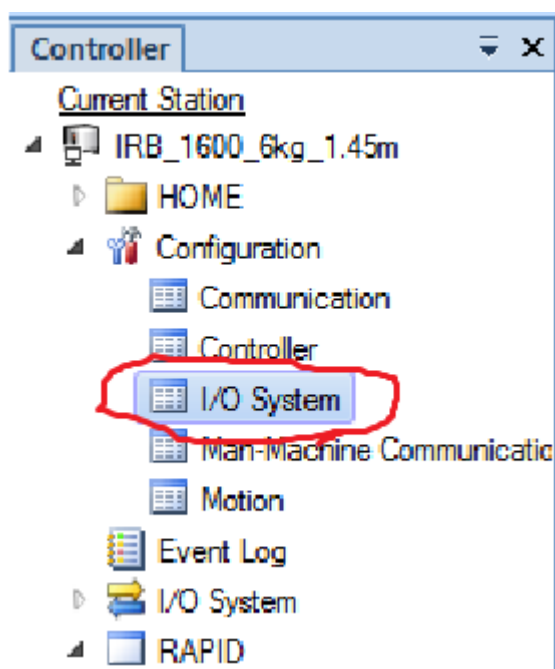 Controller
Current Station
IRB_1600_6kg_1.45m
HOME
Configuration
Communication
Controller
I/O System
Man-Machine Communicatio
Motion
Event Log
I/O System
RAPID